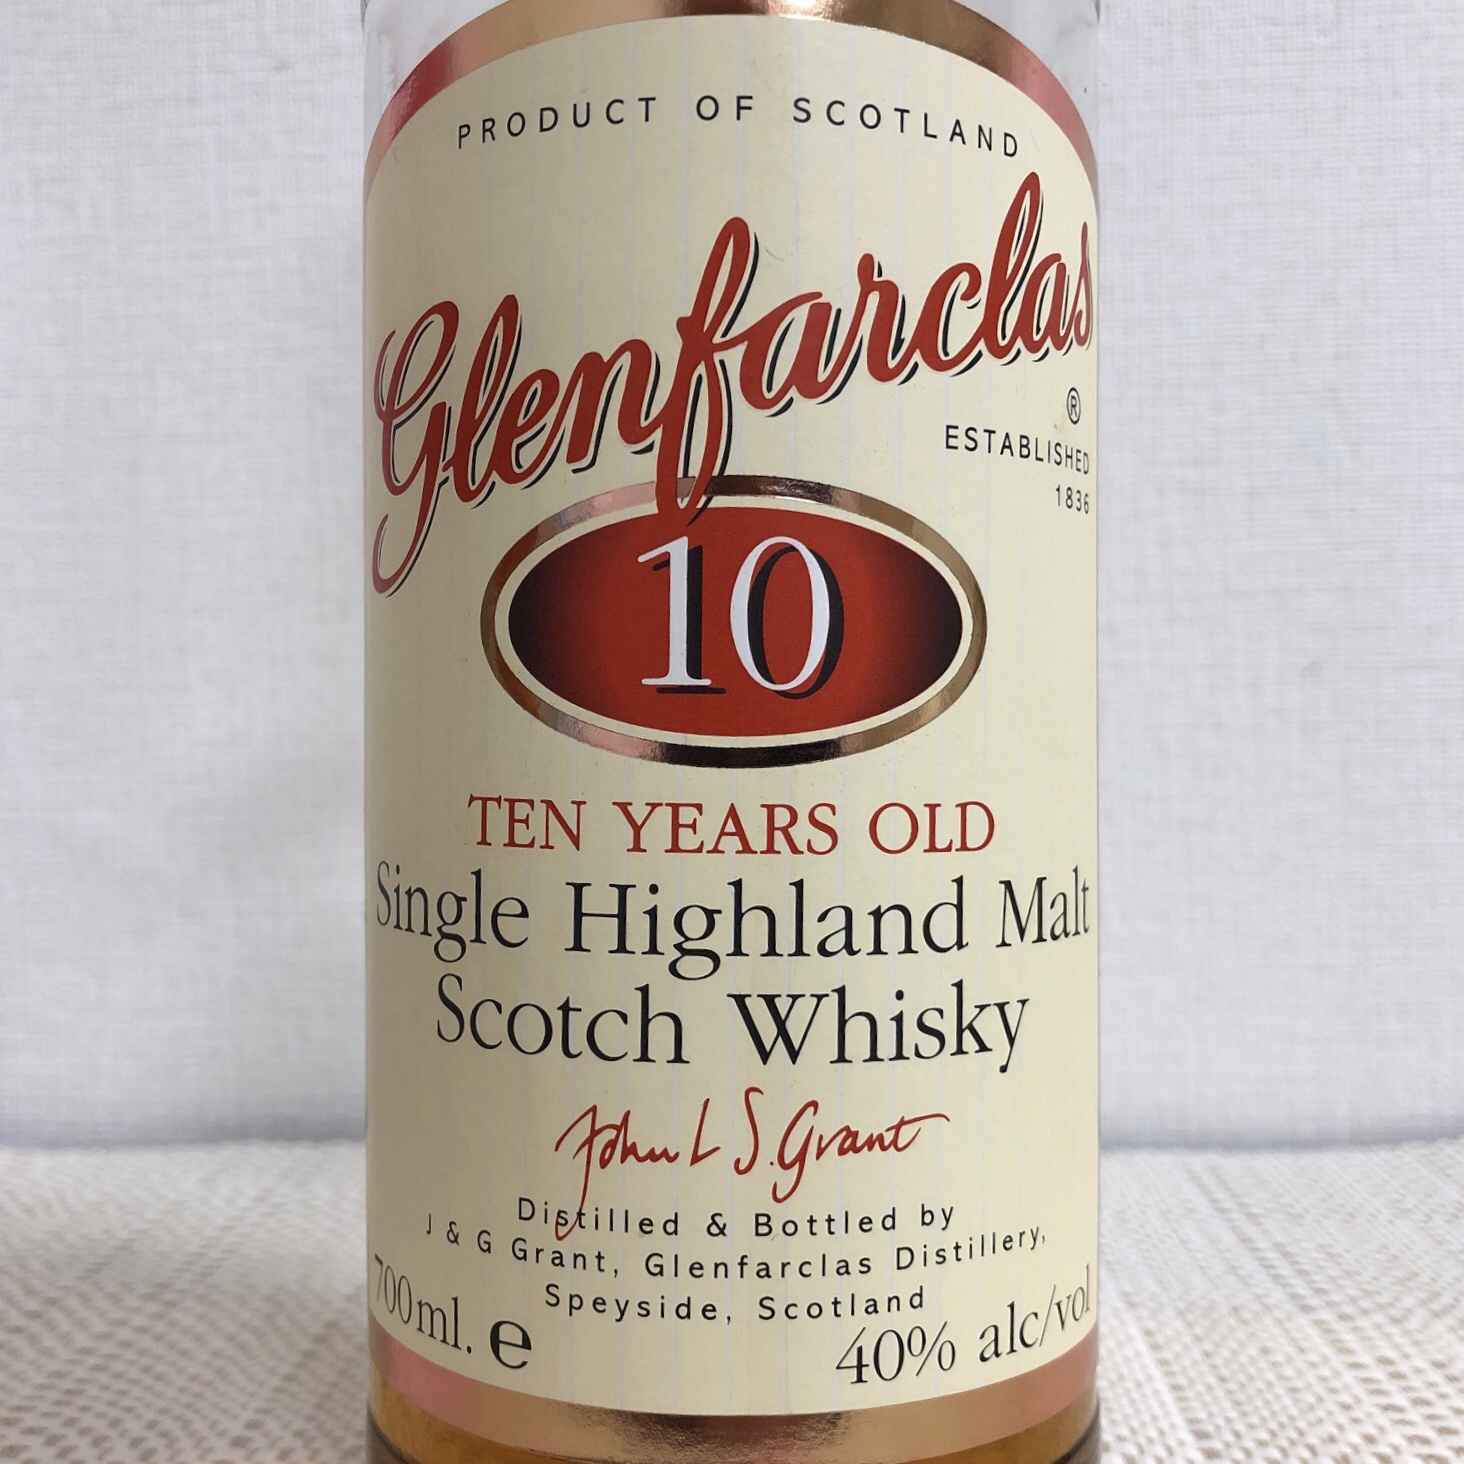 PRODUCT OF SCOTLAND
Glenfarclas
®
ESTABLISHED
1836
10
TEN YEARS OLD
Single Highland Malt
Scotch Whisky
John L S. Grant
Distilled & Bottled by
J & G Grant, Glenfarclas Distillery,
Speyside, Scotland
700ml. e
40% alc/vol